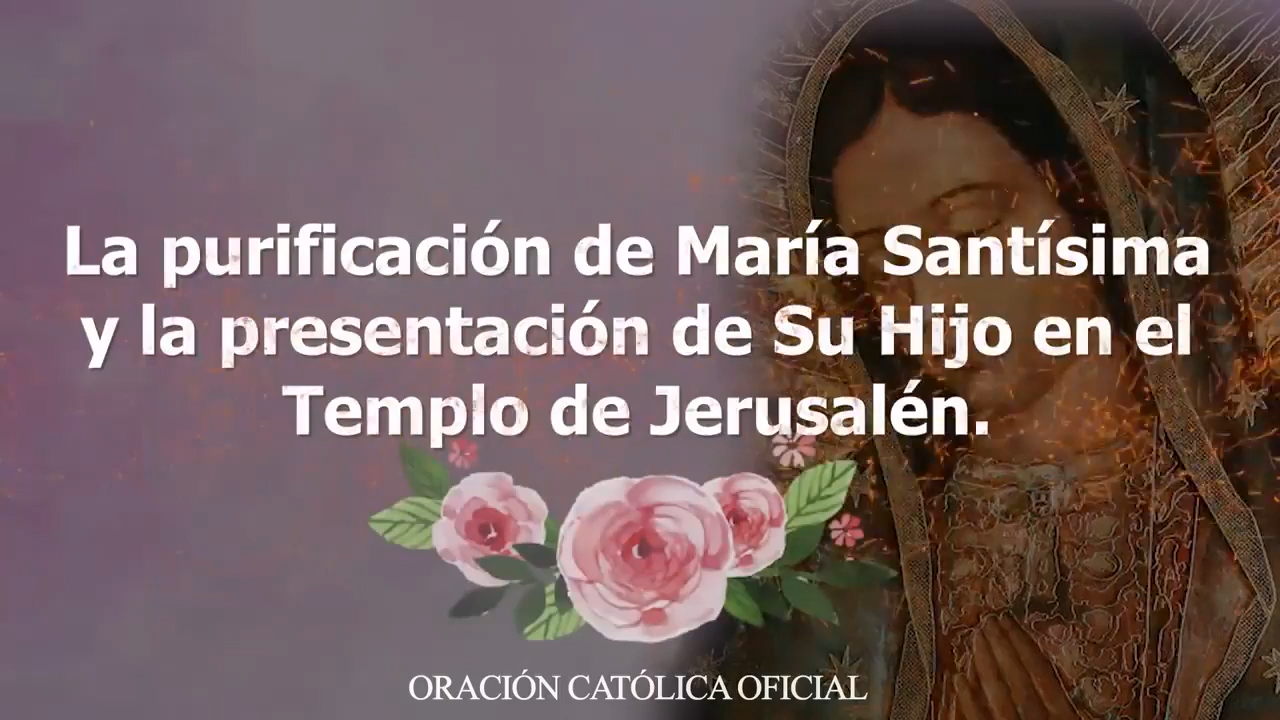 La purificación de María Santísima
y la presentación de Su Hijo en el
Templo de Jerusalén.
ORACIÓN CATÓLICA OFICIAL